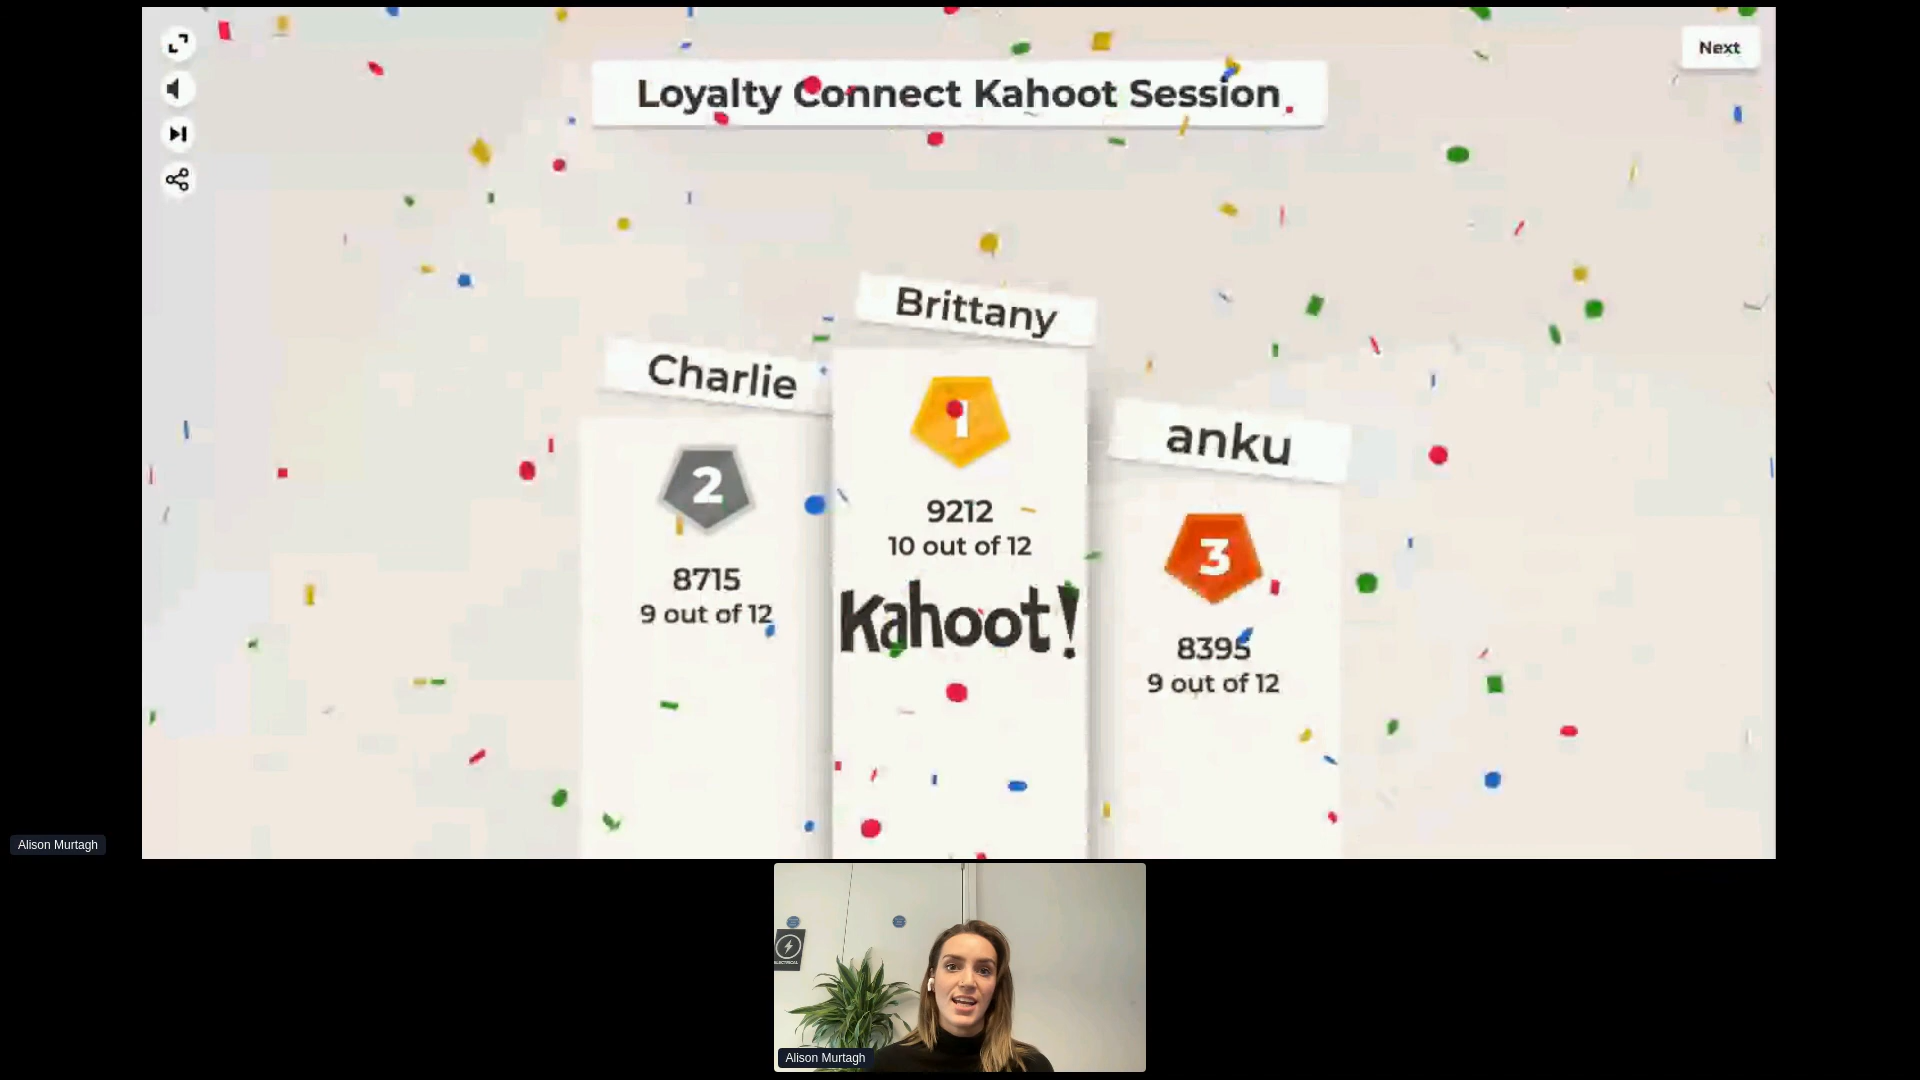 Next
Loyalty Connect Kahoot Session
Brittany
Charlie
anku
1
2
3
9212
10 out of 12
8715
9 out of 12
Kahoot!
8395
9 out of 12
Alison Murtagh
ELECTRICAL
Alison Murtagh